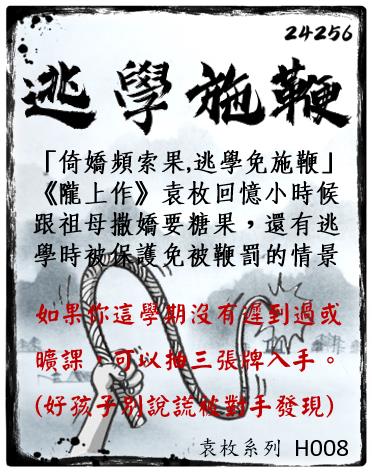 24256
逃學施鞭
「倚嬌頻索果,逃學免施鞭」
《隴上作》袁枚回憶小時候
跟祖母撒嬌要糖果，還有逃
學時被保護免被鞭罰的情景
如果你這學期沒有遲到過或
曠課，可以抽三張牌入手。
(好孩子別說謊被對手發現)
袁枚系列 H008